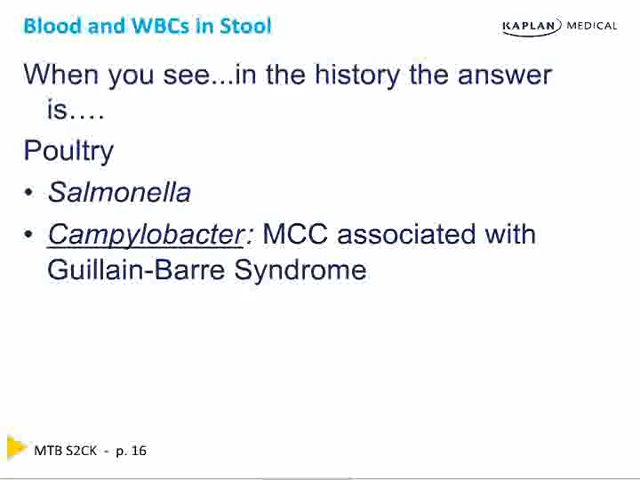 Blood and WBCs in Stool
KAPLAN MEDICAL
When you see...in the history the answer
is....
Poultry
• Salmonella
• Campylobacter: MCC associated with
Guillain-Barre Syndrome
MTB S2CK - p. 16